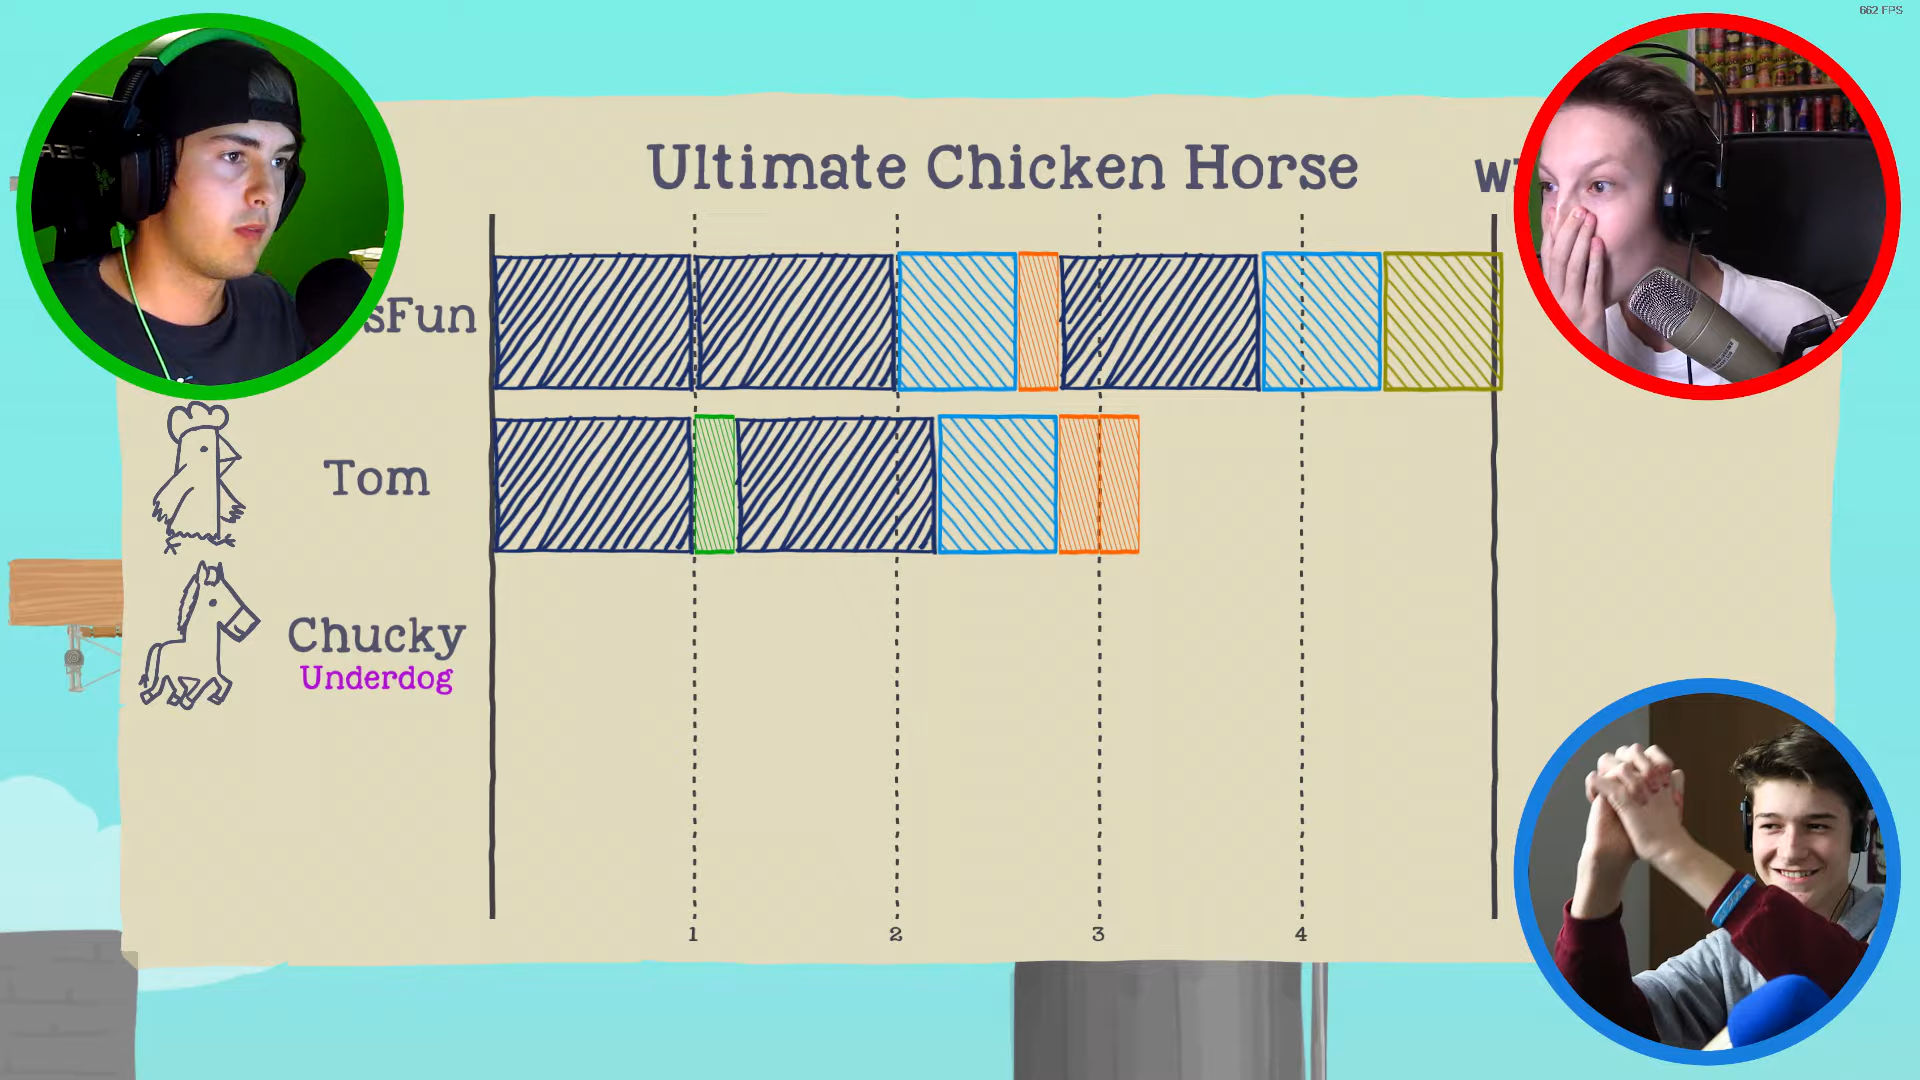 662 FPS
Ultimate Chicken Horse
sFun
Tom
Chucky
Underdog
1 2 3 4